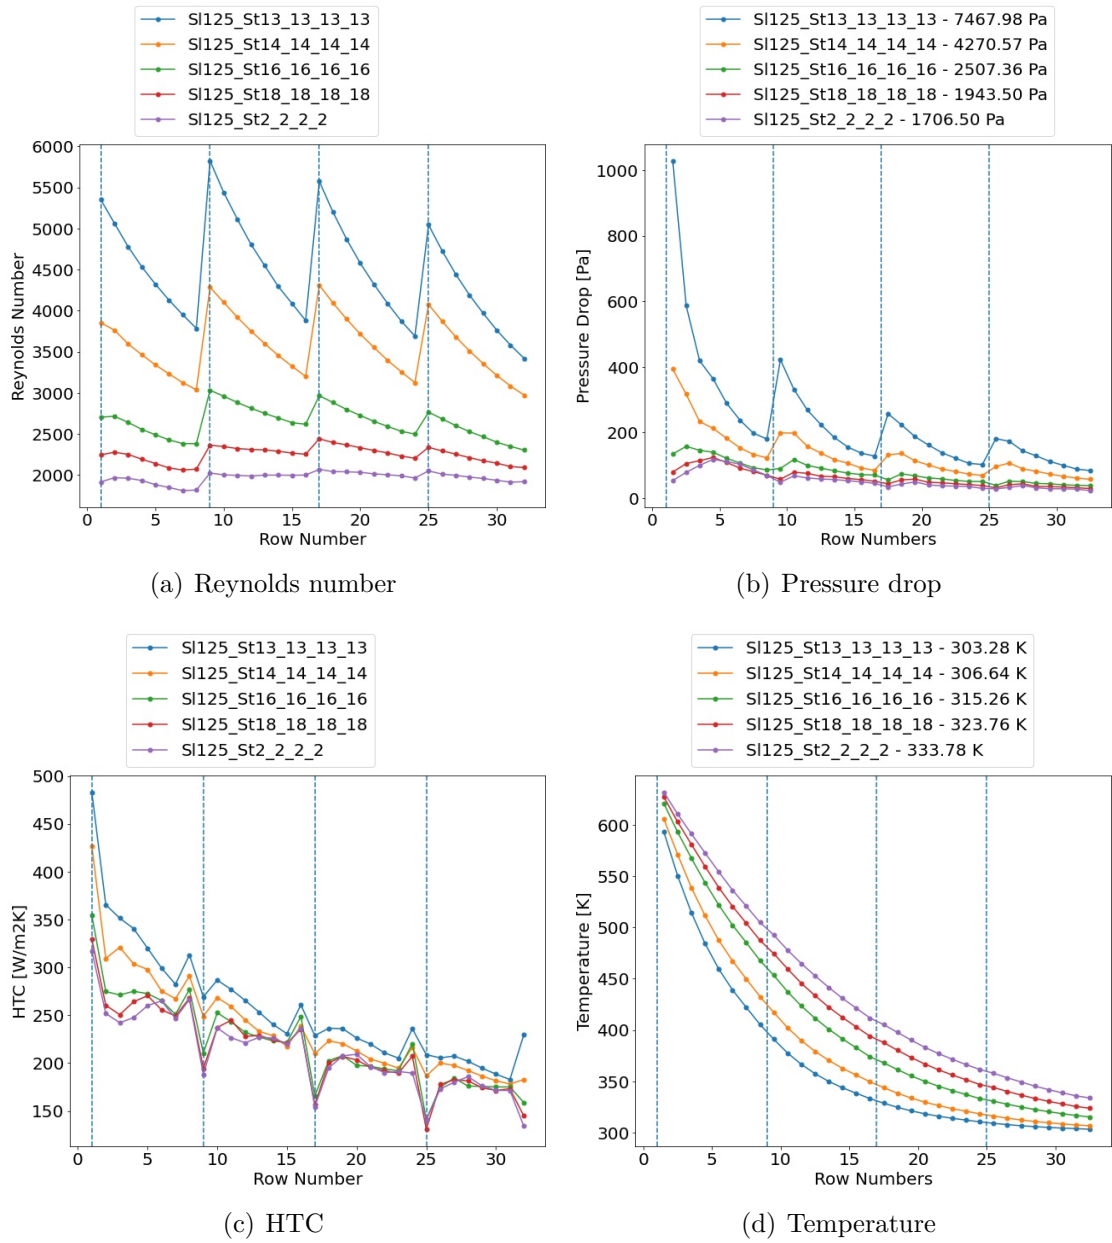 Sl125_St13_13_13_13
Sl125_St14_14_14_14
Sl125_St16_16_16_16
Sl125_St18_18_18_18
Sl125_St2_2_2_2
6000
5500
5000
4500
4000
3500
3000
2500
2000
Reynolds Number
0 5 10 15 20 25 30
Row Number
(a) Reynolds number
Sl125_St13_13_13_13 - 7467.98 Pa
Sl125_St14_14_14_14 - 4270.57 Pa
Sl125_St16_16_16_16 - 2507.36 Pa
Sl125_St18_18_18_18 - 1943.50 Pa
Sl125_St2_2_2_2 - 1706.50 Pa
1000
800
600
400
200
0
Pressure Drop [Pa]
0 5 10 15 20 25 30
Row Numbers
(b) Pressure drop
Sl125_St13_13_13_13
Sl125_St14_14_14_14
Sl125_St16_16_16_16
Sl125_St18_18_18_18
Sl125_St2_2_2_2
500
450
400
350
300
250
200
150
HTC [W/m2K]
0 5 10 15 20 25 30
Row Number
(c) HTC
Sl125_St13_13_13_13 - 303.28 K
Sl125_St14_14_14_14 - 306.64 K
Sl125_St16_16_16_16 - 315.26 K
Sl125_St18_18_18_18 - 323.76 K
Sl125_St2_2_2_2 - 333.78 K
600
550
500
450
400
350
300
Temperature [K]
0 5 10 15 20 25 30
Row Numbers
(d) Temperature